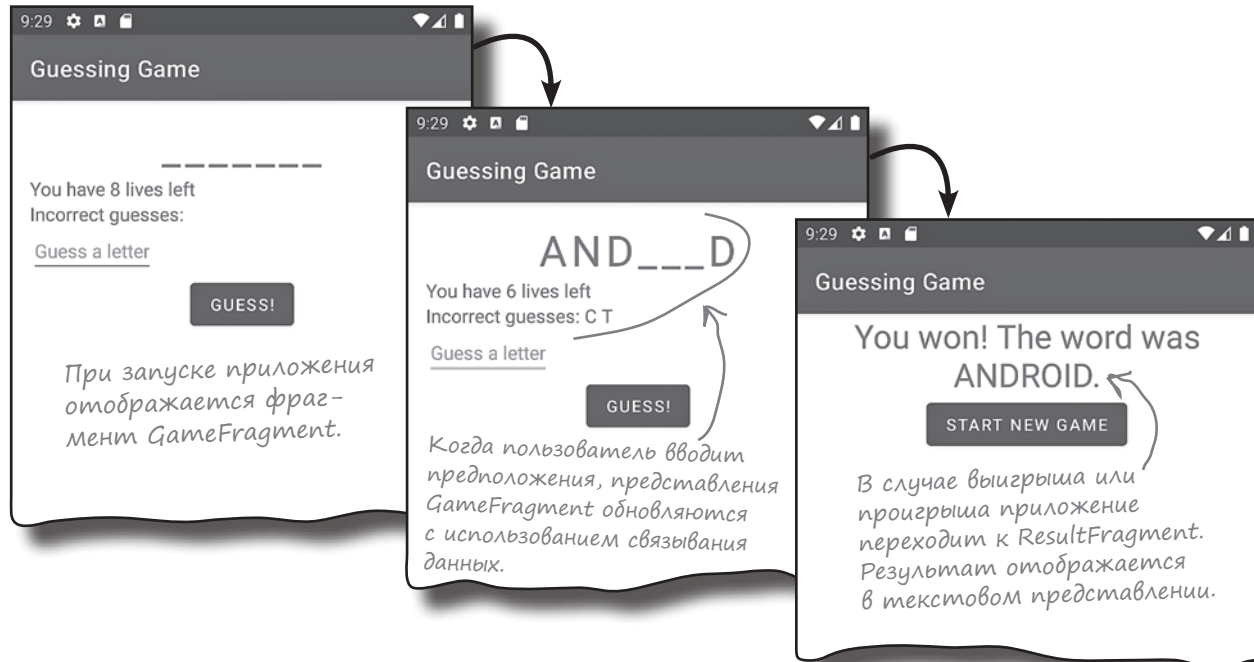 9:29
Guessing Game
_______
You have 8 lives left
Incorrect guesses:
Guess a letter
GUESS!
При запуске приложения
отображается фраг-
мент GameFragment.
9:29
Guessing Game
AND___D
You have 6 lives left
Incorrect guesses: C T
Guess a letter
GUESS!
Когда пользователь вводит
предположения, представления
GameFragment обновляются
с использованием связывания
данных.
9:29
Guessing Game
You won! The word was
ANDROID.
START NEW GAME
В случае выигрыша или
проигрыша приложение
переходит к ResultFragment.
Результат отображается
в текстовом представлении.